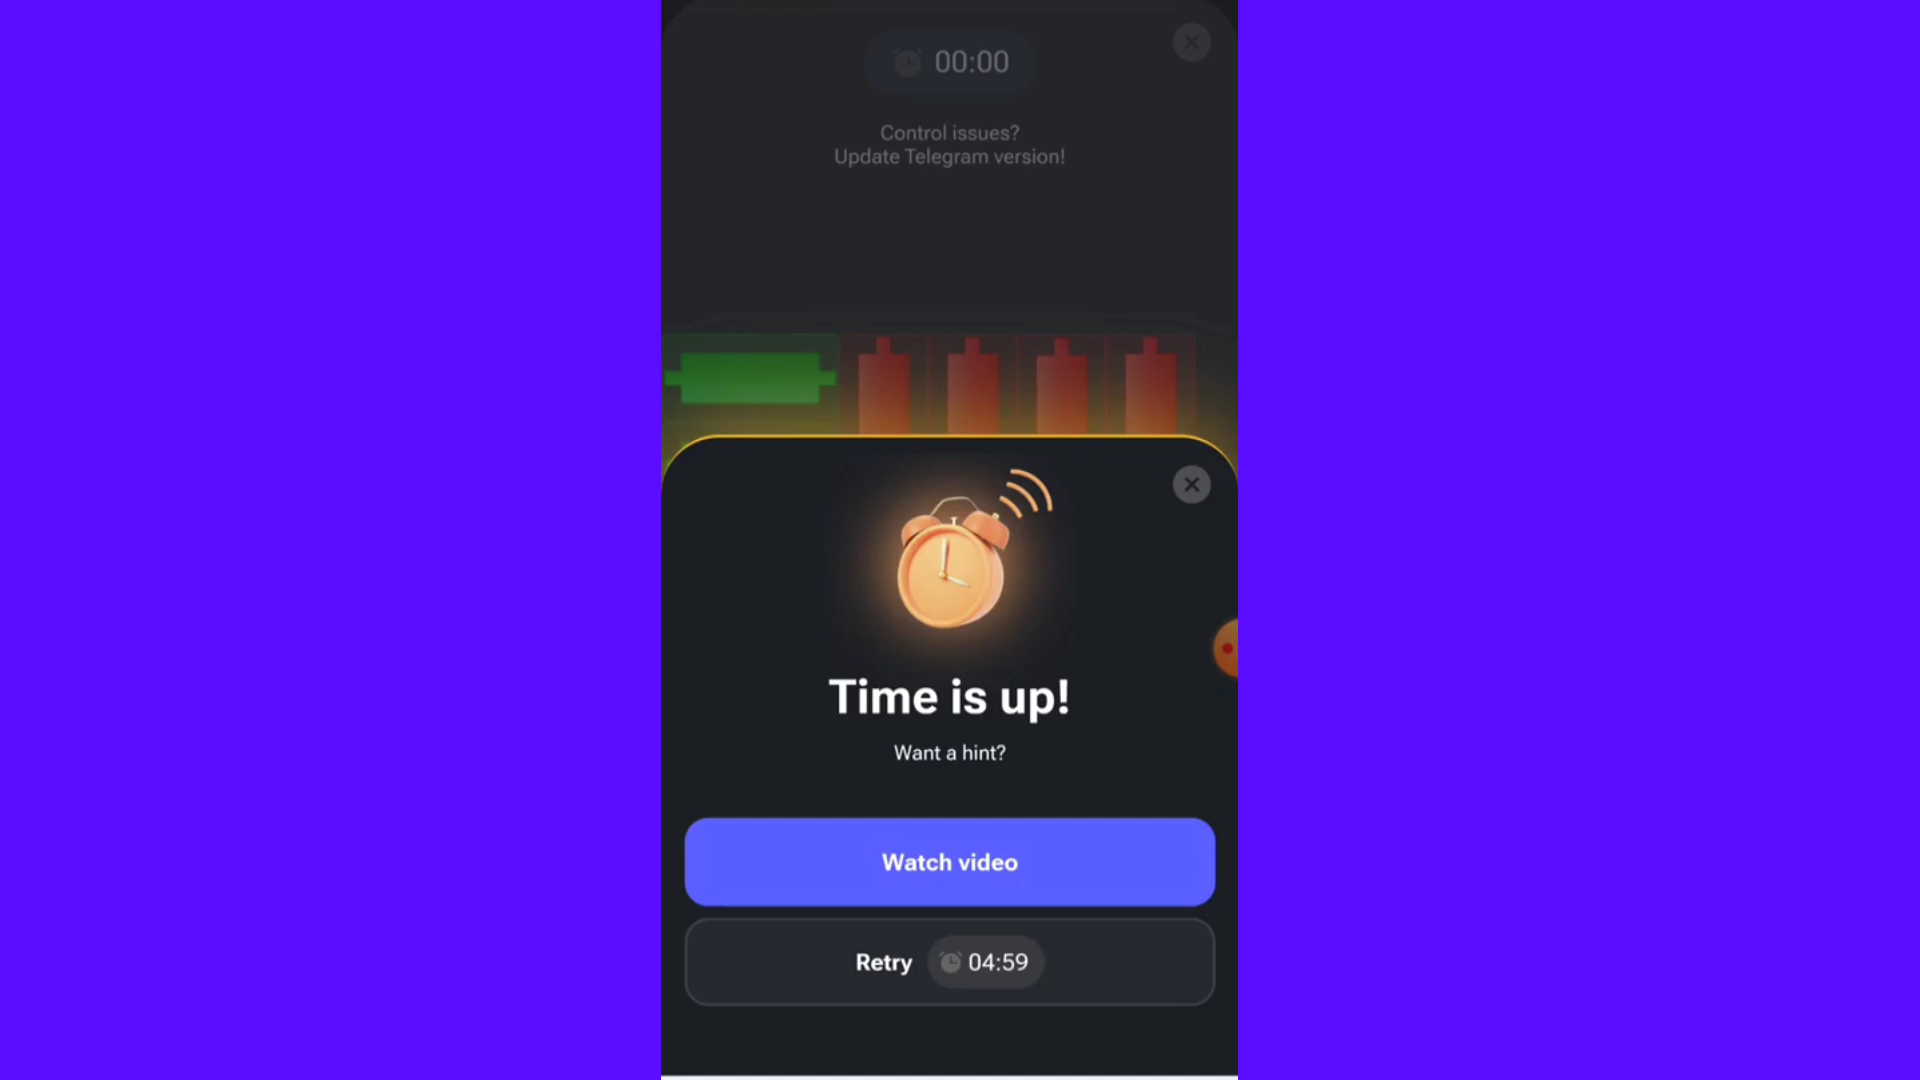 00:00
Control issues?
Update Telegram version!
Time is up!
Want a hint?
Watch video
Retry 04:59